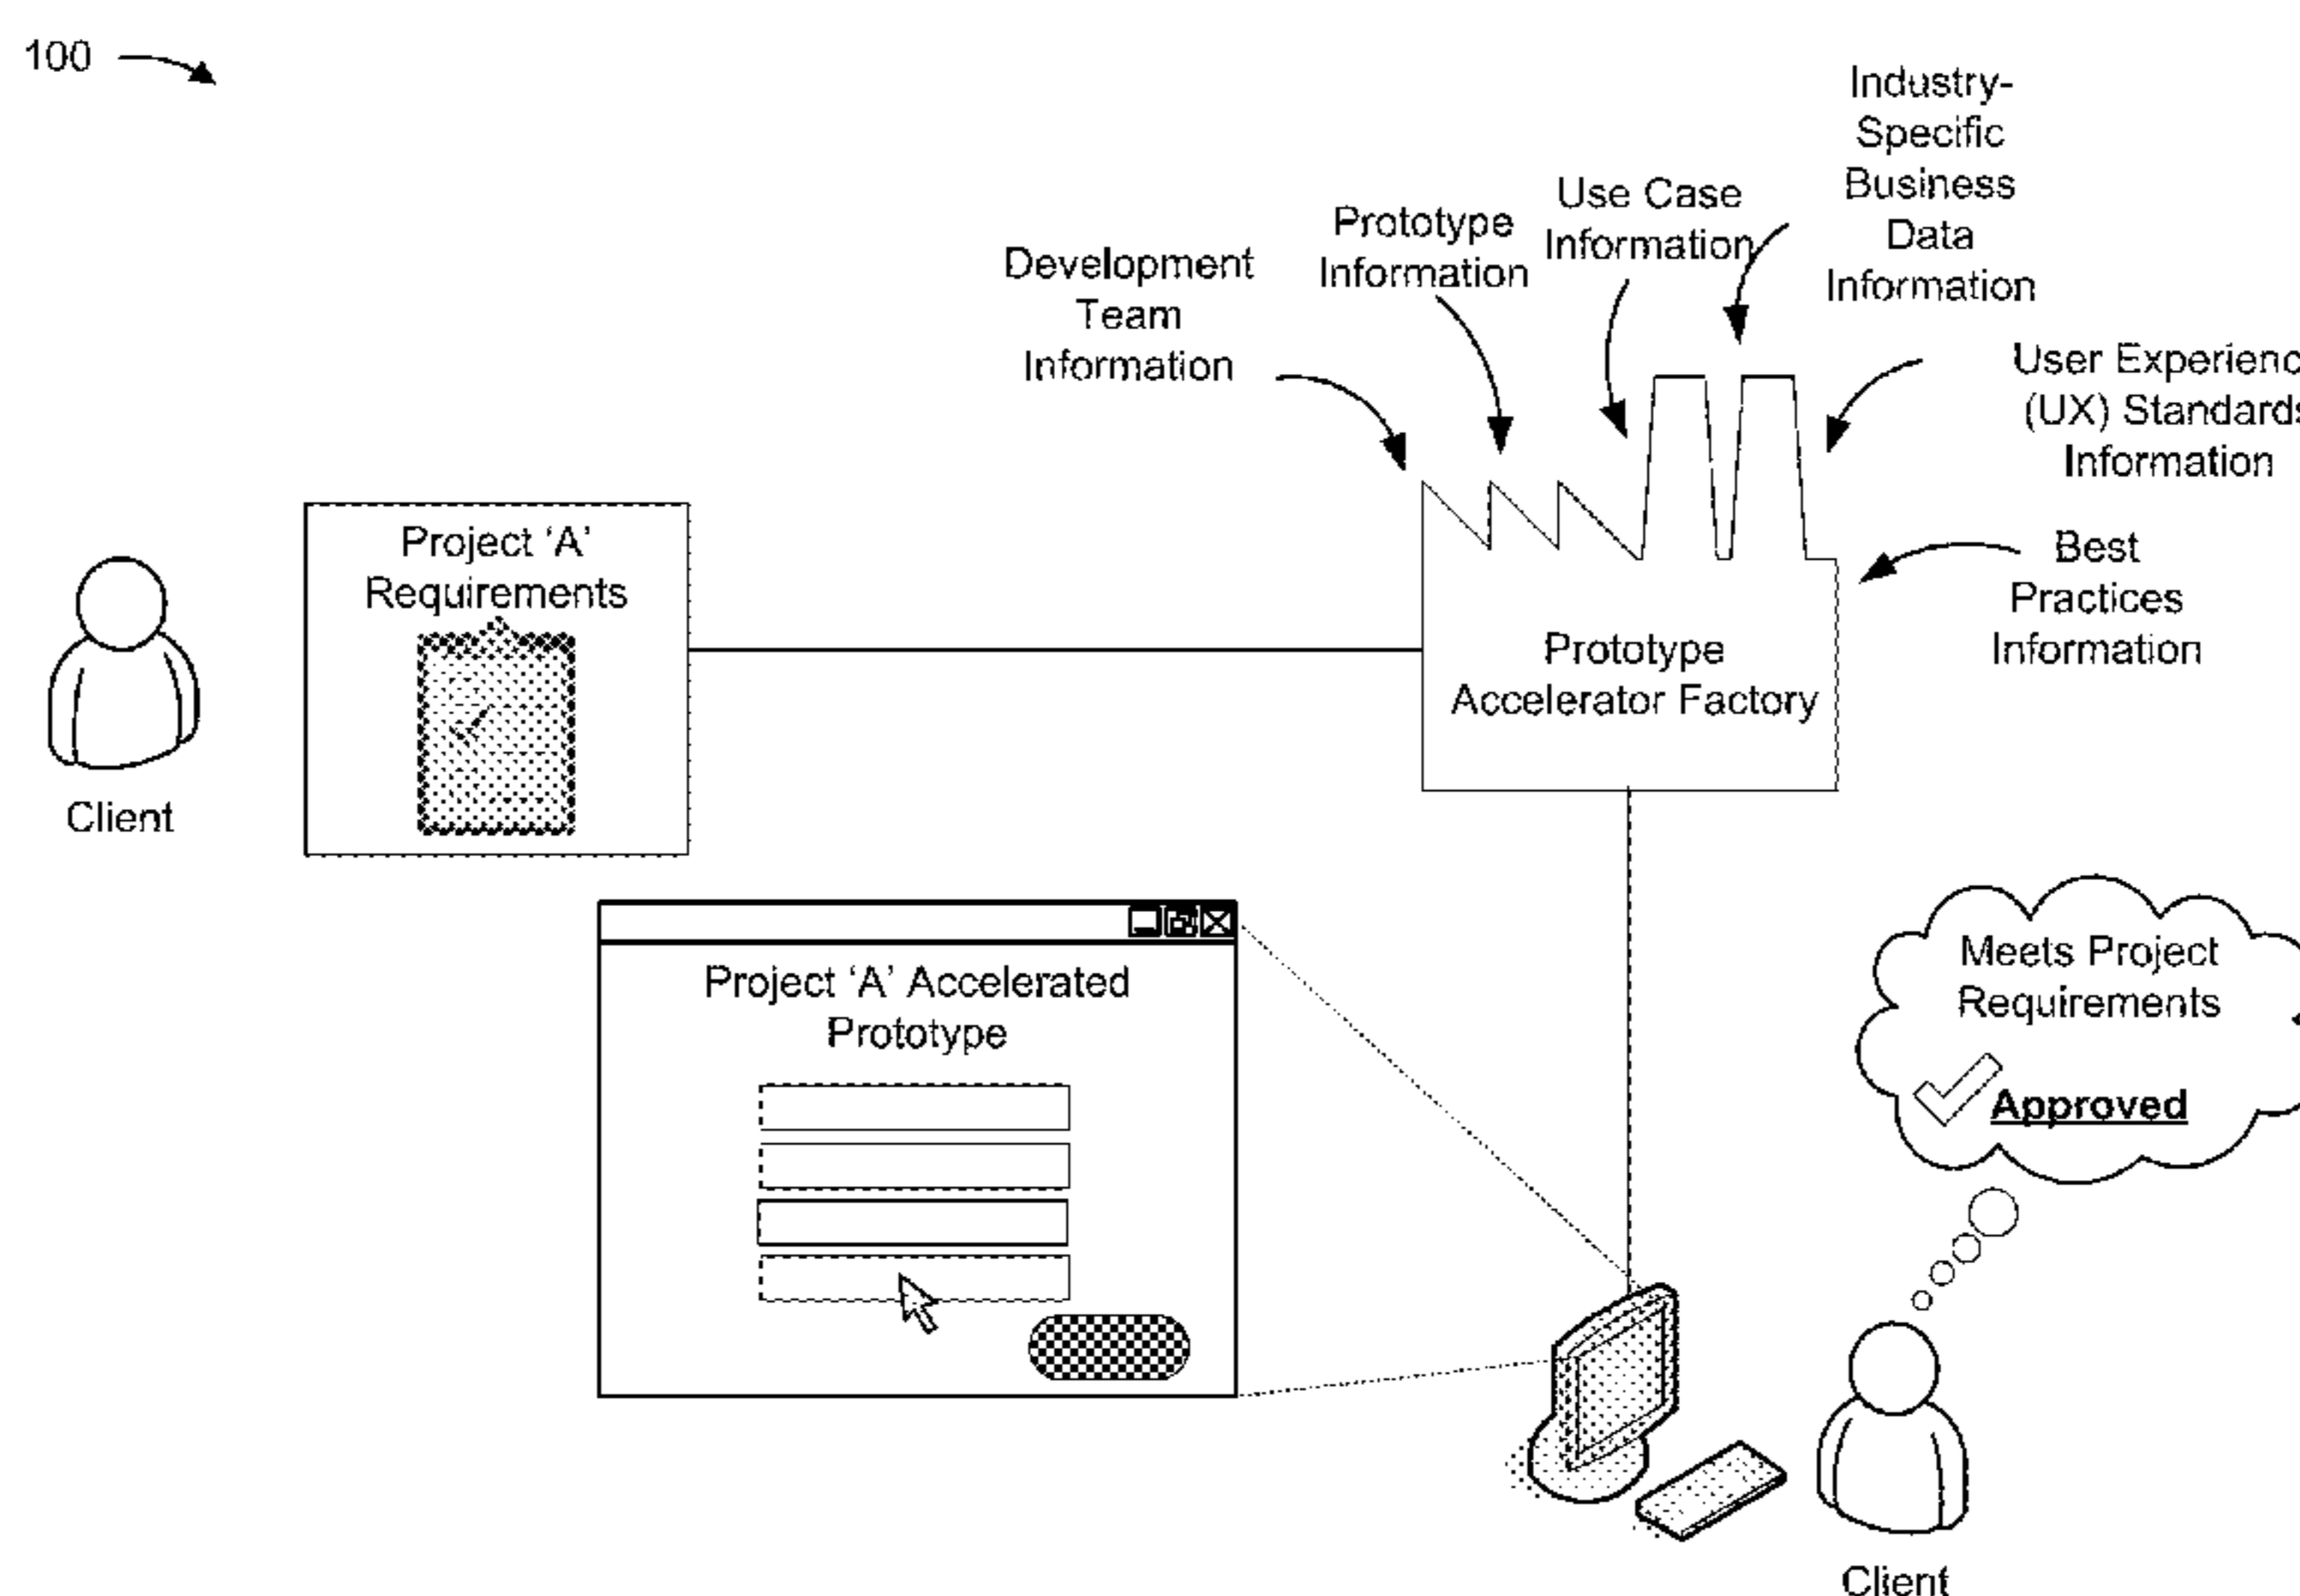 100
Industry-
Specific
Business
Data
Information
Use Case
Information
Prototype
Information
Development
Team
Information
User Experienc
(UX) Standards
Information
Best
Practices
Information
Project ‘A’
Requirements
Client
Prototype
Accelerator Factory
Project ‘A’ Accelerated
Prototype
Meets Project
Requirements
Approved
Client